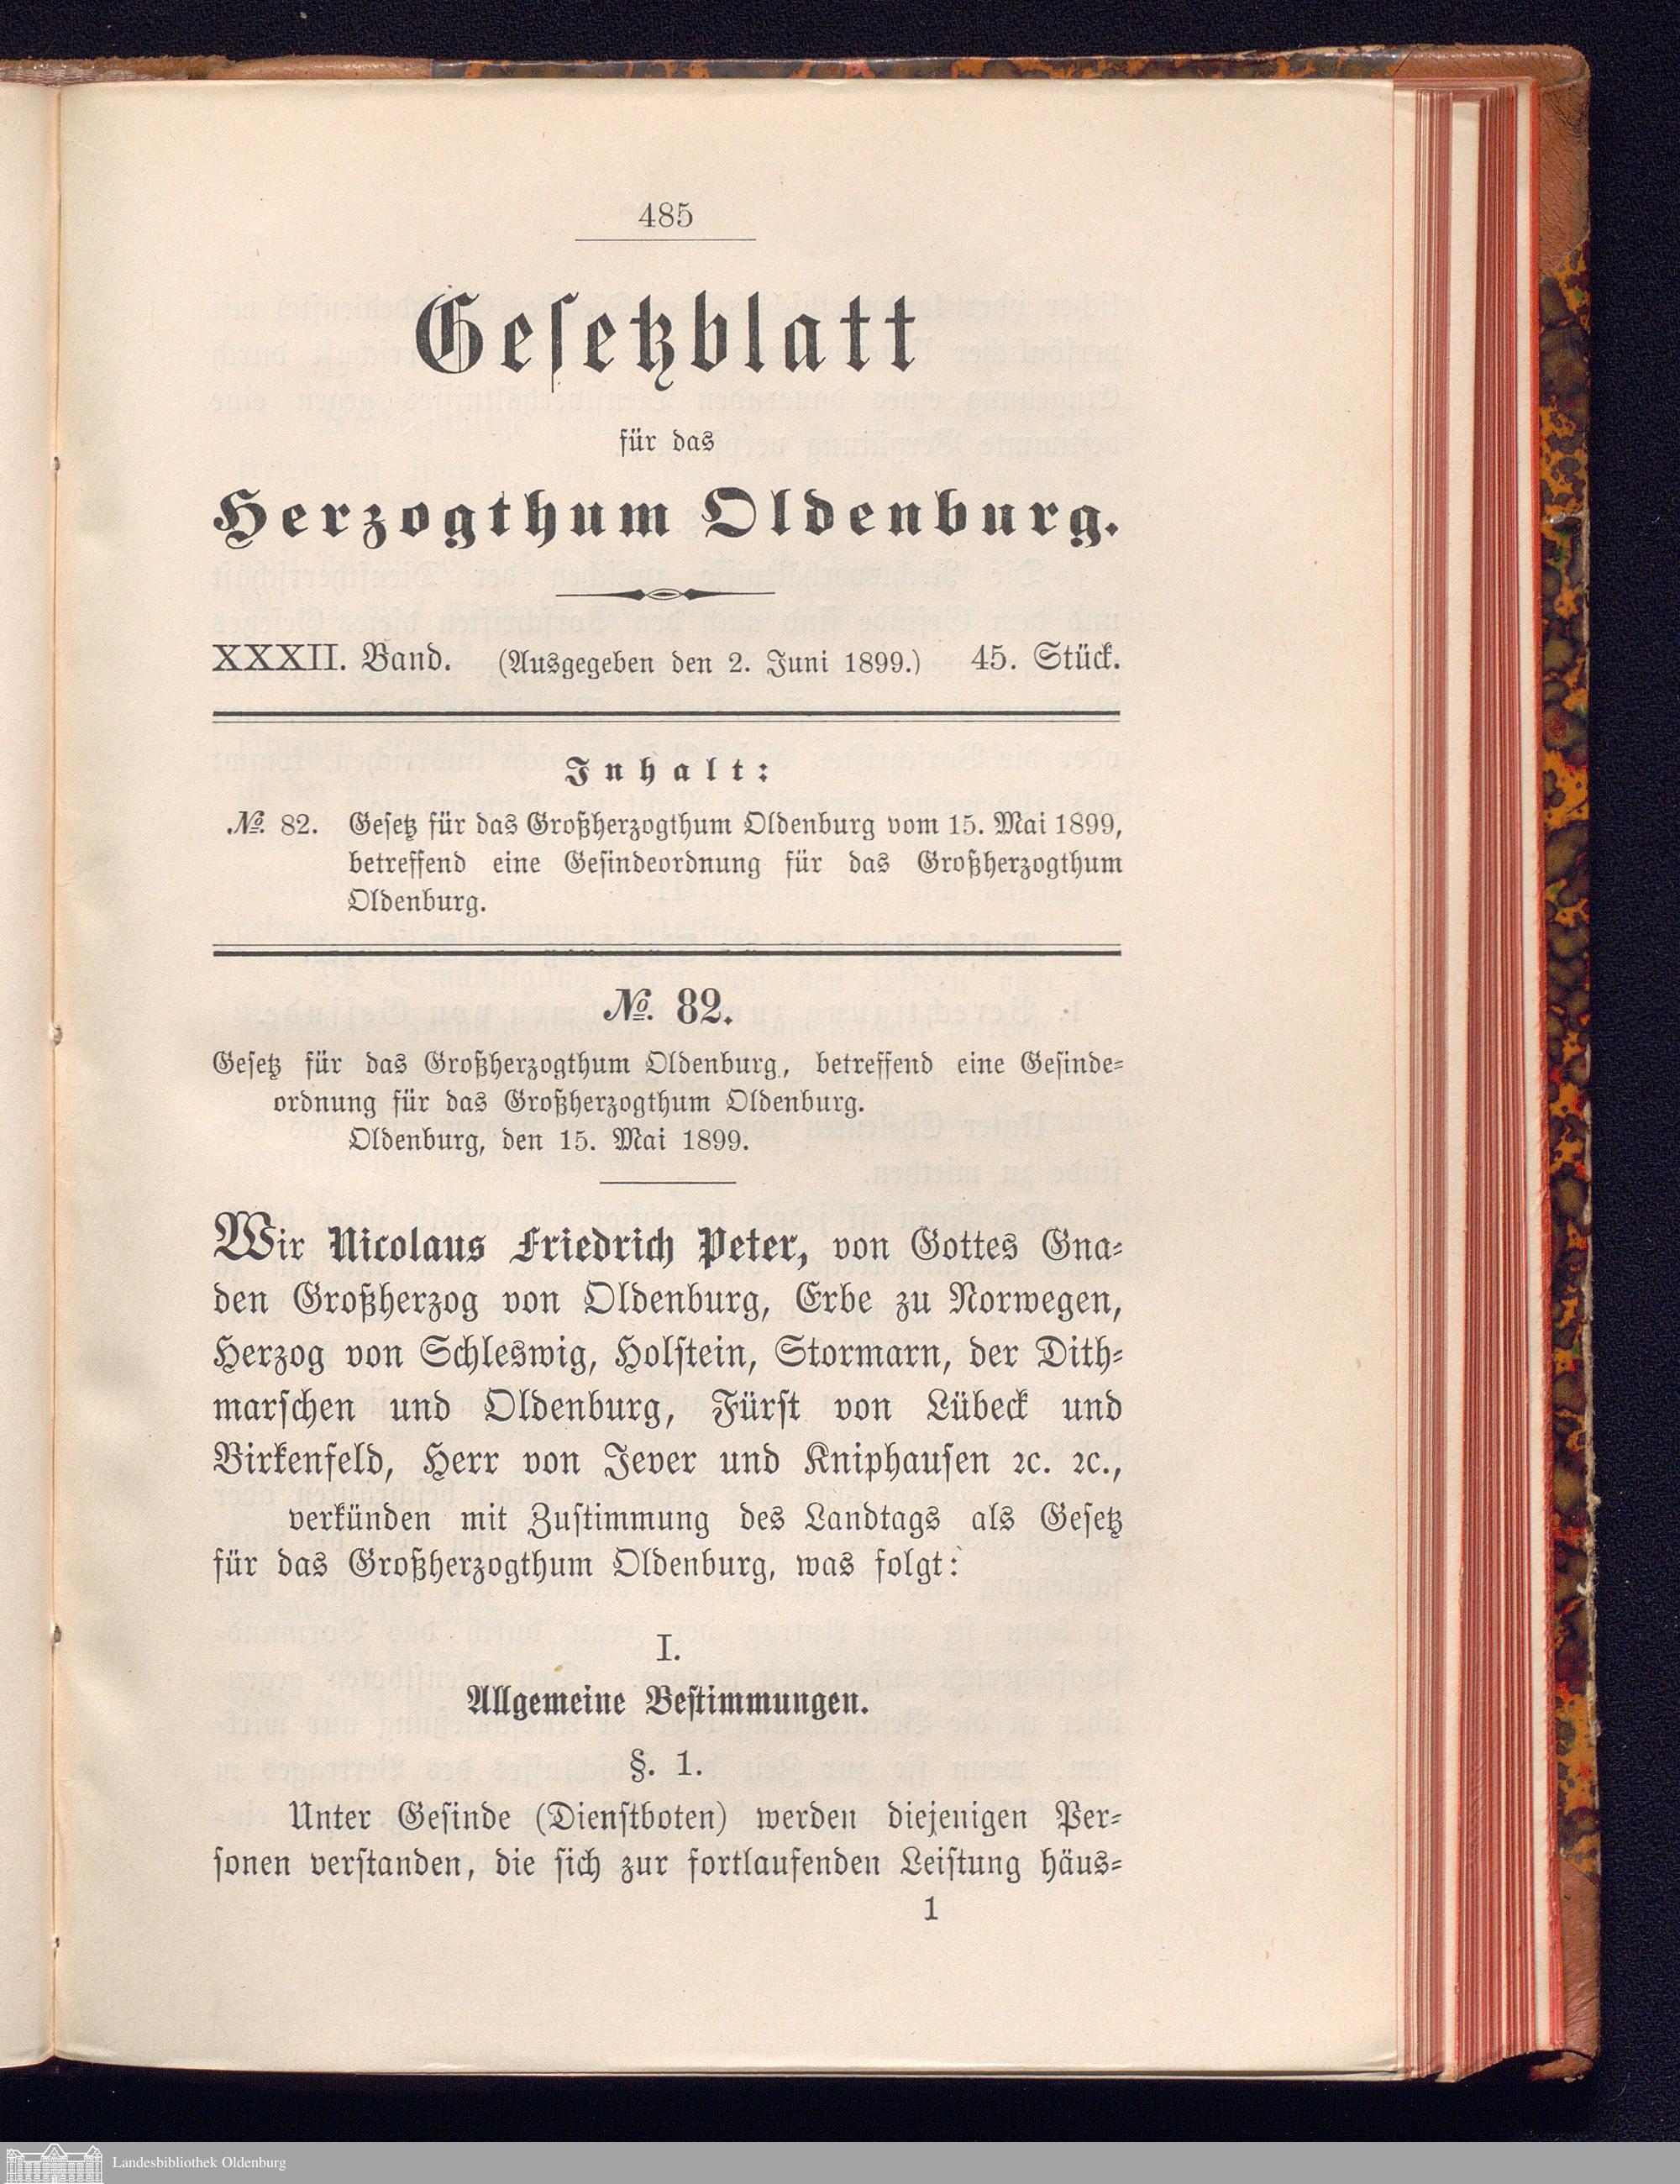 485
Geſetzblatt
für das
Herzogthum Oldenburg.
XXXII. Band. (Ausgegeben den 2. Juni 1899.) 45. Stück.
Inhalt:
№. 82. Geſetz für das Großherzogthum Oldenburg vom 15. Mai 1899,
betreffend eine Geſindeordnung für das Großherzogthum
Oldenburg.
№. 82.
Geſetz für das Großherzogthum Oldenburg, betreffend eine Geſinde⸗
ordnung für das Großherzogthum Oldenburg.
Oldenburg, den 15. Mai 1899.
Wir Nicolaus Friedrich Peter, von Gottes Gna⸗
den Großherzog von Oldenburg, Erbe zu Norwegen,
Herzog von Schleswig, Holſtein, Stormarn, der Dith⸗
marſchen und Oldenburg, Fürſt von Lübeck und
Birkenfeld, Herr von Jever und Kniphauſen ꝛc. ꝛc.,
verkünden mit Zuſtimmung des Landtags als Geſetz
für das Großherzogthum Oldenburg, was folgt:
I.
Allgemeine Beſtimmungen.
§. 1.
Unter Geſinde (Dienſtboten) werden diejenigen Per⸗
ſonen verſtanden, die ſich zur fortlaufenden Leiſtung häus⸗
1
Landesbibliothek Oldenburg